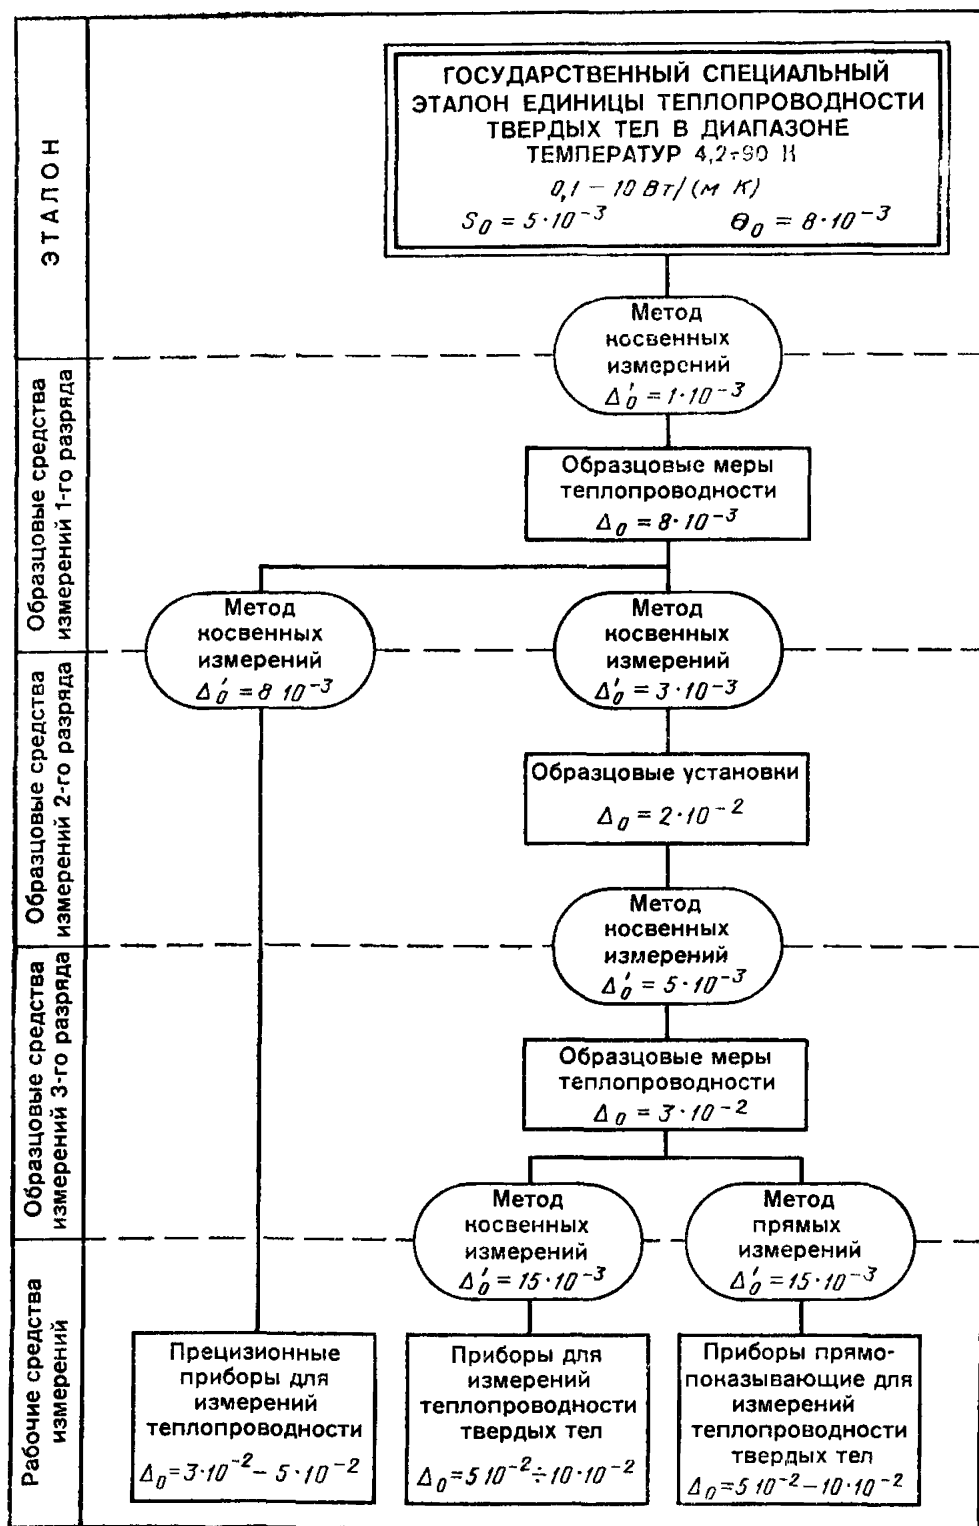 ЭТАЛОН
ГОСУДАРСТВЕННЫЙ СПЕЦИАЛЬНЫЙ
ЭТАЛОН ЕДИНИЦЫ ТЕПЛОПРОВОДНОСТИ
ТВЕРДЫХ ТЕЛ В ДИАПАЗОНЕ
ТЕМПЕРАТУР 4,2÷90 К
0,1 – 10 Вт/(м К)
S₀ = 5·10⁻³ Θ₀ = 8·10⁻³
Метод
косвенных
измерений
Δ′₀ = 1·10⁻³
Образцовые средства
измерений 1-го разряда
Образцовые меры
теплопроводности
Δ₀ = 8·10⁻³
Метод
косвенных
измерений
Δ′₀ = 8 10⁻³
Метод
косвенных
измерений
Δ′₀ = 3·10⁻³
Образцовые средства
измерений 2-го разряда
Образцовые установки
Δ₀ = 2·10⁻²
Метод
косвенных
измерений
Δ′₀ = 5·10⁻³
Образцовые средства
измерений 3-го разряда
Образцовые меры
теплопроводности
Δ₀ = 3·10⁻²
Метод
косвенных
измерений
Δ′₀ = 15·10⁻³
Метод
прямых
измерений
Δ′₀ = 15·10⁻³
Рабочие средства
измерений
Прецизионные
приборы для
измерений
теплопроводности
Δ₀=3·10⁻² – 5·10⁻²
Приборы для
измерений
теплопроводности
твердых тел
Δ₀=5 10⁻²÷10·10⁻²
Приборы прямо-
показывающие для
измерений
теплопроводности
твердых тел
Δ₀=5 10⁻²–10·10⁻²